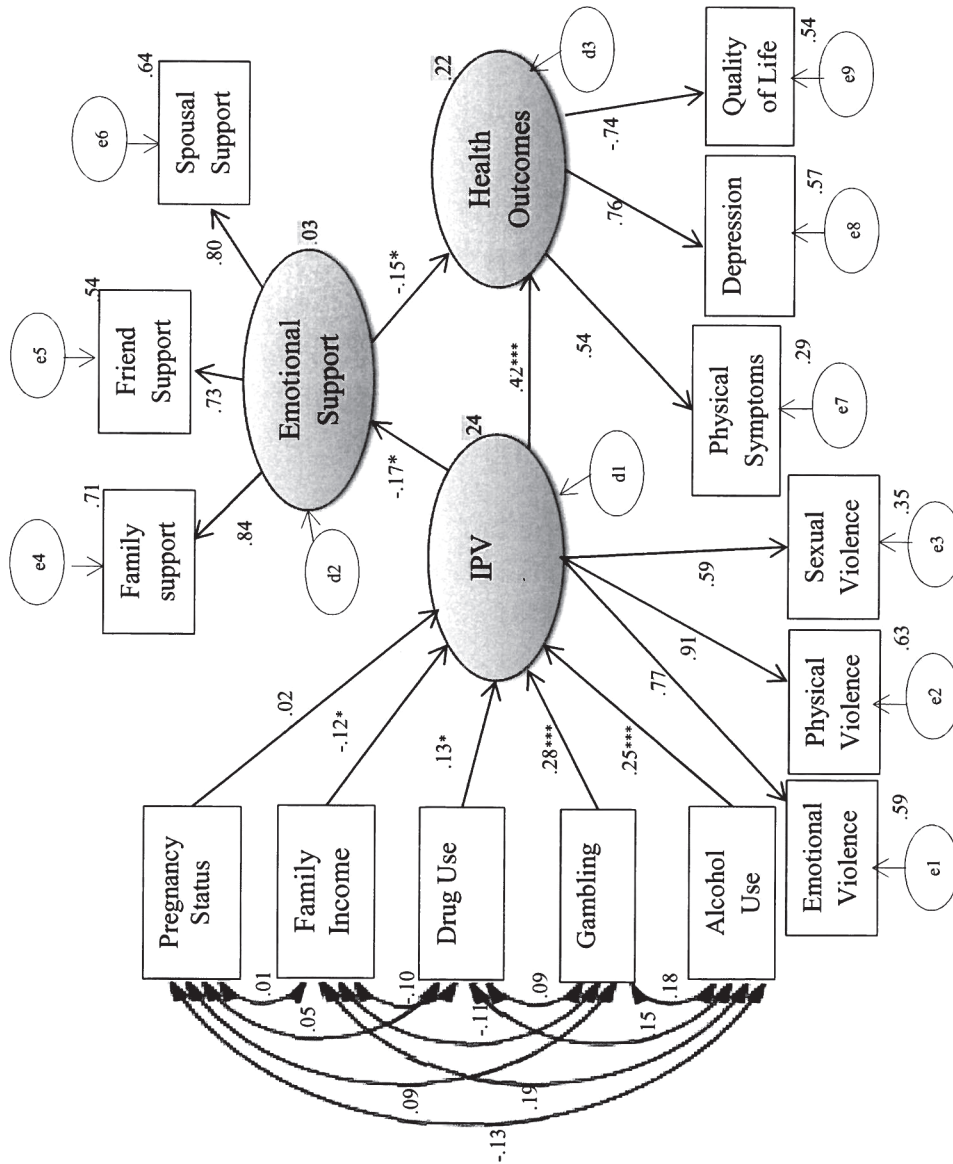 Pregnancy
Status
Family
Income
Drug Use
Gambling
Alcohol
Use
.01
-.10
.09
.18
.05
-.11
.15
.09
.19
-.13
.02
-.12*
.13*
.28***
.25***
IPV
.24
d1
.77
.91
.59
Emotional
Violence
.59
e1
Physical
Violence
.63
e2
Sexual
Violence
.35
e3
-.17*
.42***
Emotional
Support
.03
d2
.84
.73
.80
Family
support
.71
e4
Friend
Support
.54
e5
Spousal
Support
.64
e6
-.15*
Health
Outcomes
.22
d3
.54
.76
-.74
Physical
Symptoms
.29
e7
Depression
.57
e8
Quality
of Life
.54
e9